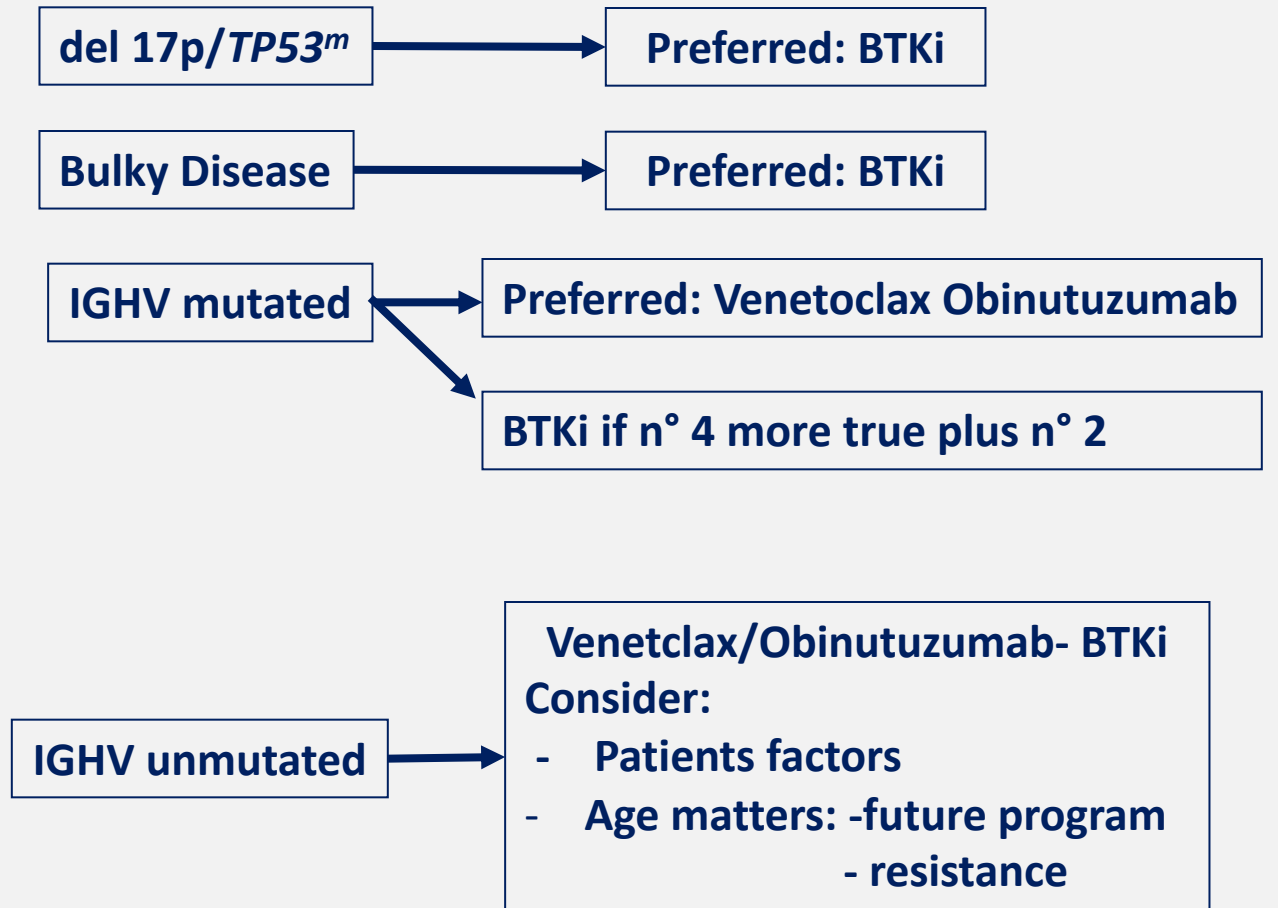 del 17p/TP53ᵐ
Preferred: BTKi
Bulky Disease
Preferred: BTKi
IGHV mutated
Preferred: Venetoclax Obinutuzumab
BTKi if n° 4 more true plus n° 2
IGHV unmutated
Venetclax/Obinutuzumab- BTKi
Consider:
- Patients factors
- Age matters: -future program
- resistance